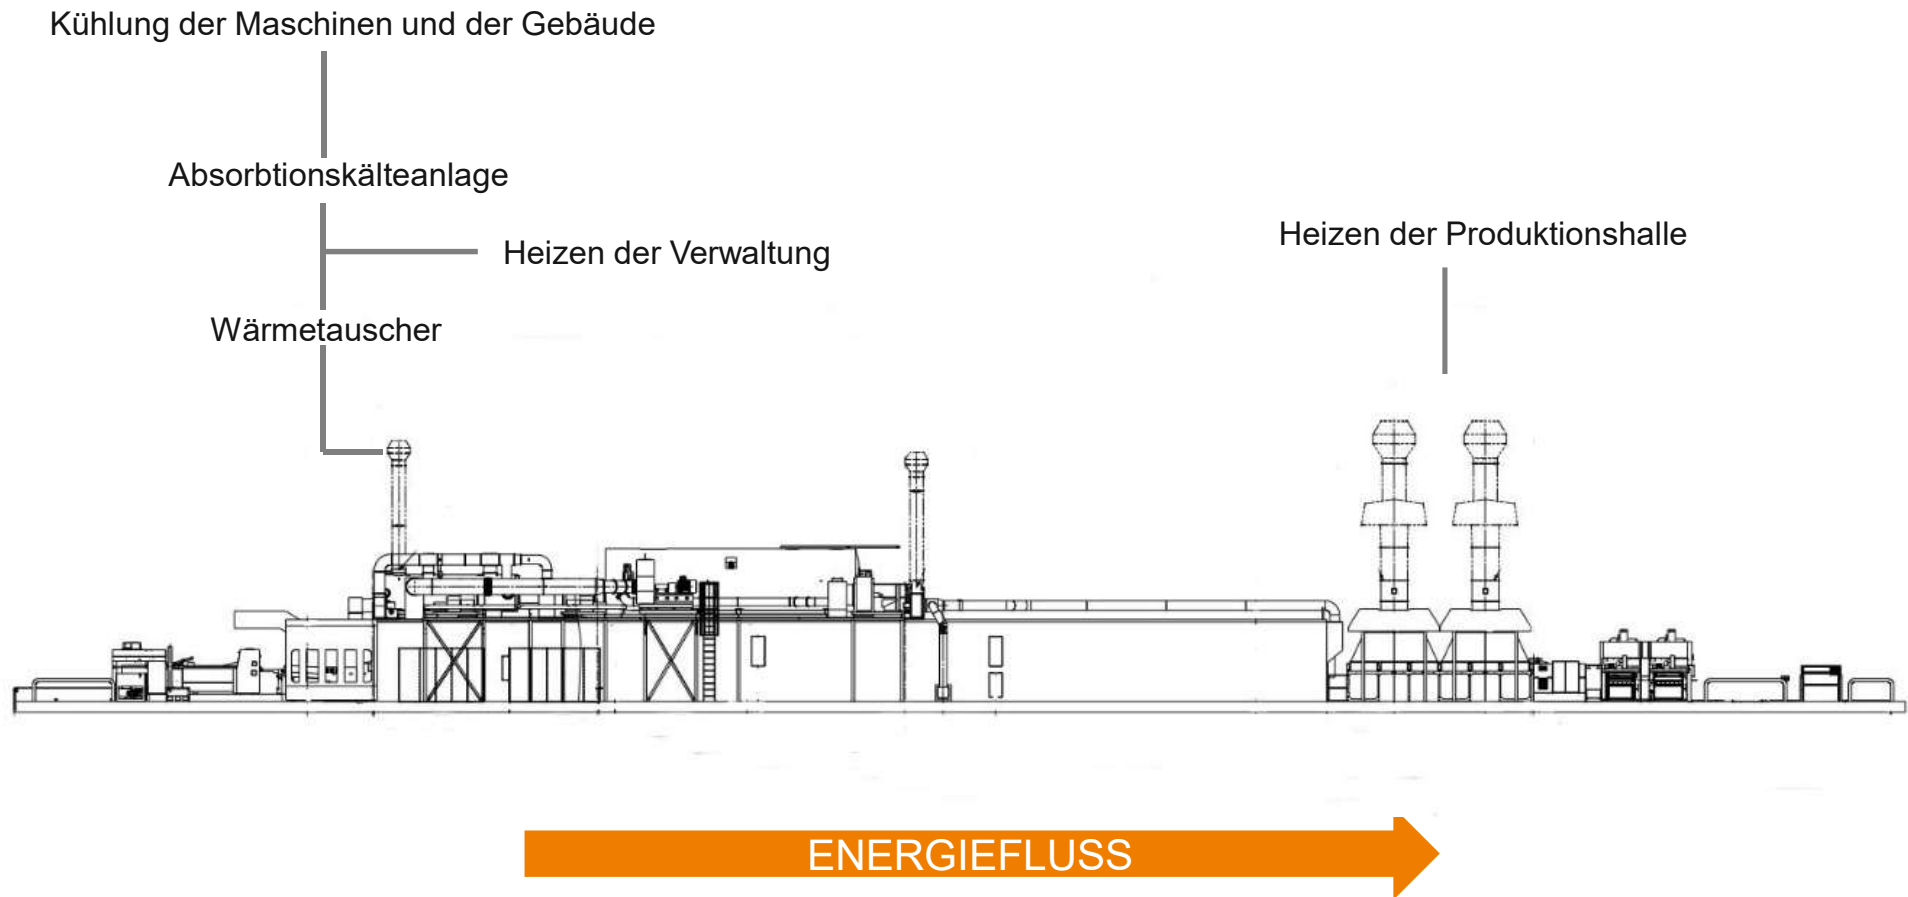 Kühlung der Maschinen und der Gebäude
Absorbtionskälteanlage
Heizen der Verwaltung
Heizen der Produktionshalle
Wärmetauscher
ENERGIEFLUSS